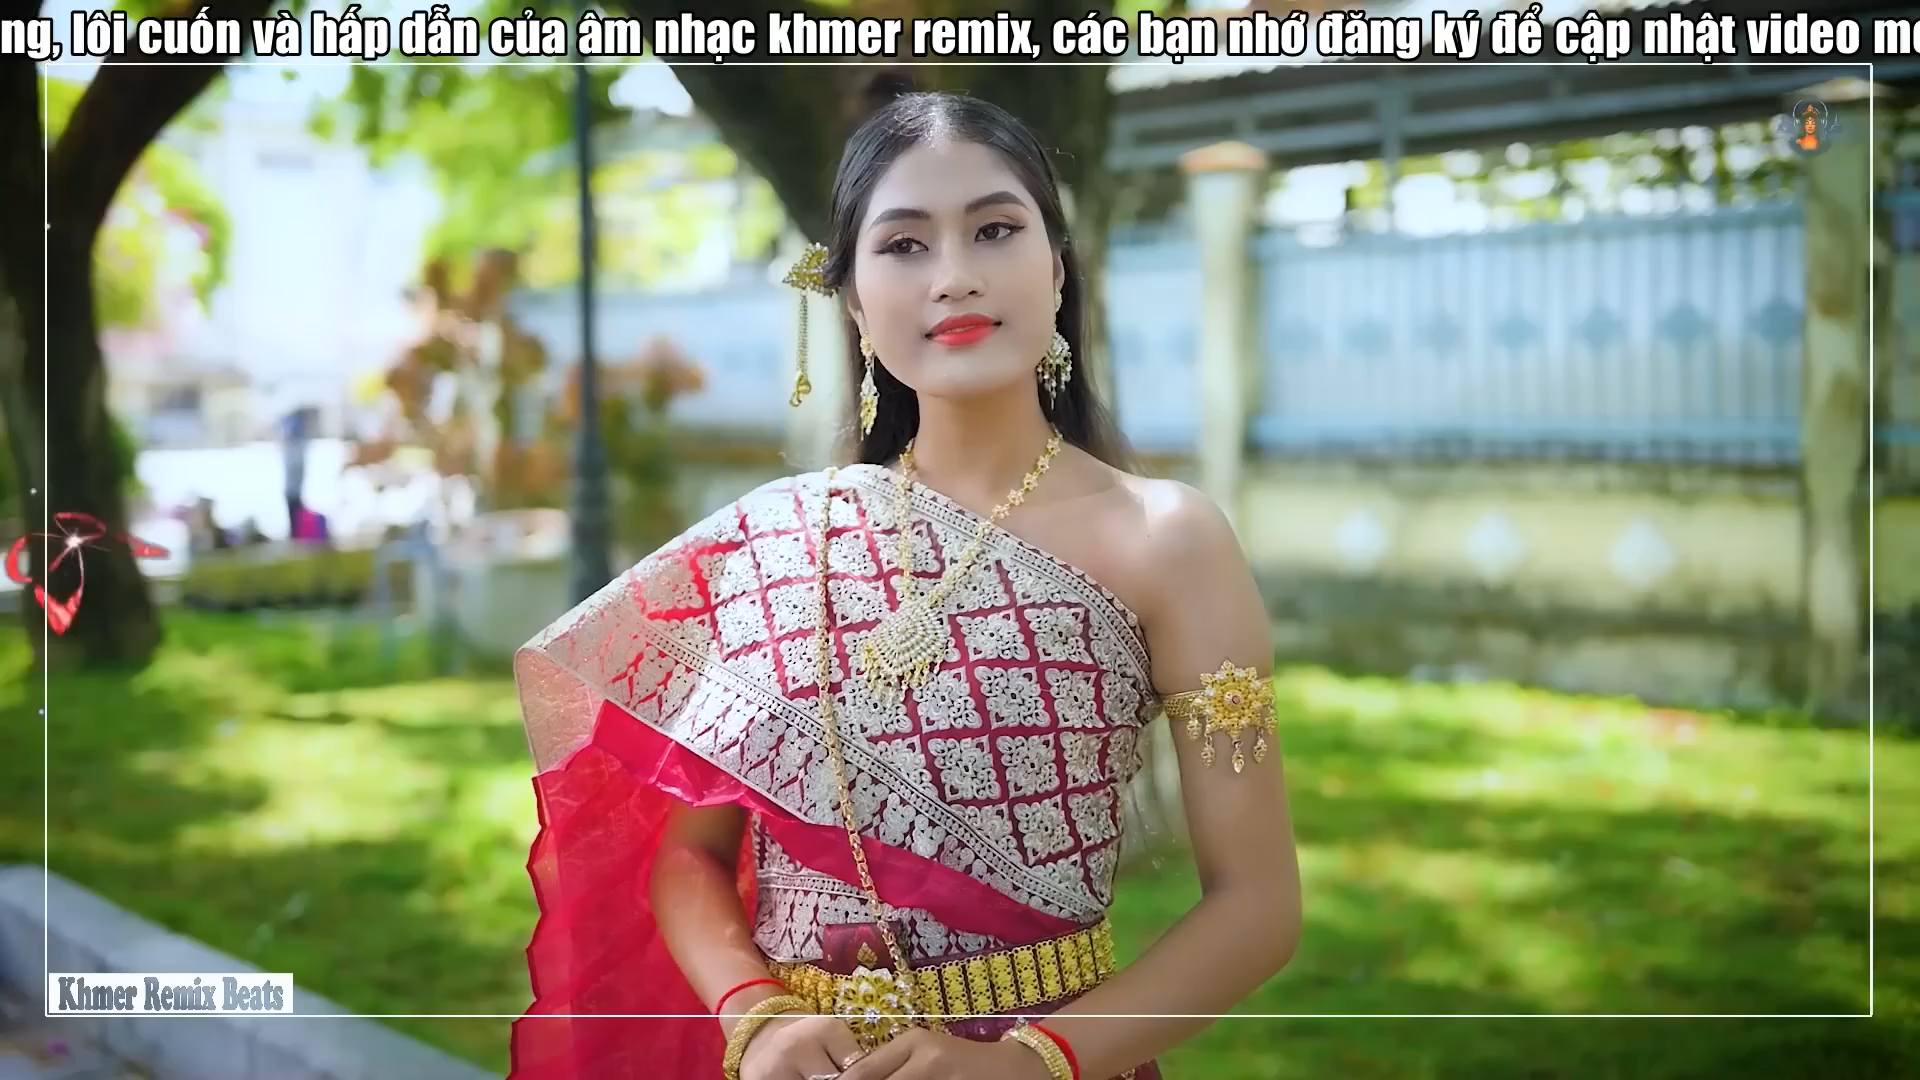 ng, lôi cuốn và hấp dẫn của âm nhạc khmer remix, các bạn nhớ đăng ký để cập nhật video mớ
Khmer Remix Beats